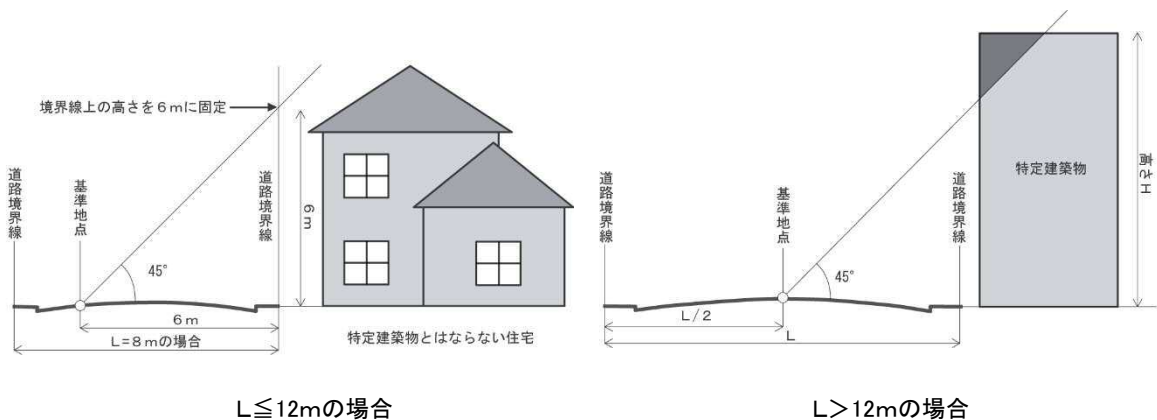 境界線上の高さを6mに固定
道路境界線
基準地点
道路境界線
6m
45°
6m
L=8mの場合
特定建築物とはならない住宅
L≦12mの場合
道路境界線
基準地点
道路境界線
45°
L/2
L
特定建築物
高さH
L>12mの場合